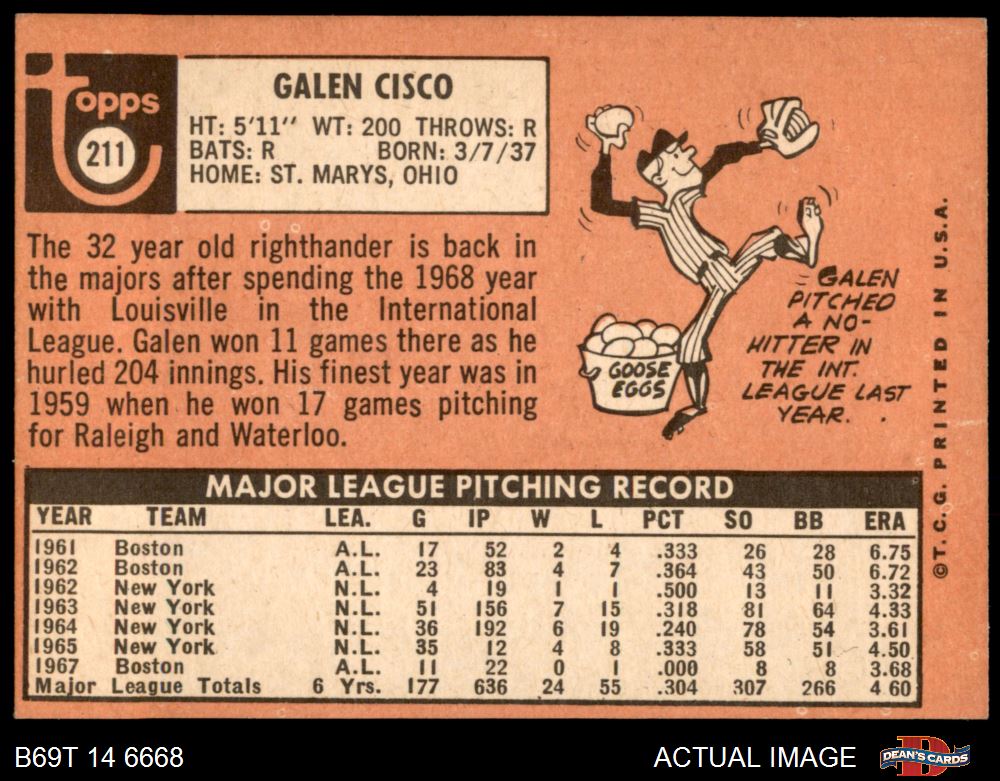 Topps
211
GALEN CISCO
HT: 5'11" WT: 200 THROWS: R
BATS: R BORN: 3/7/37
HOME: ST. MARYS, OHIO
The 32 year old righthander is back in
the majors after spending the 1968 year
with Louisville in the International
League. Galen won 11 games there as he
hurled 204 innings. His finest year was in
1959 when he won 17 games pitching
for Raleigh and Waterloo.
GOOSE
EGGS
GALEN
PITCHED
A NO-
HITTER IN
THE INT.
LEAGUE LAST
YEAR.
©T.C.G. PRINTED IN U.S.A.
MAJOR LEAGUE PITCHING RECORD
YEAR TEAM LEA. G IP W L PCT SO BB ERA
1961 Boston A.L. 17 52 2 4 .333 26 28 6.75
1962 Boston A.L. 23 83 4 7 .364 43 50 6.72
1962 New York N.L. 4 19 1 1 .500 13 11 3.32
1963 New York N.L. 51 156 7 15 .318 81 64 4.33
1964 New York N.L. 36 192 6 19 .240 78 54 3.61
1965 New York N.L. 35 12 4 8 .333 58 51 4.50
1967 Boston A.L. 11 22 0 1 .000 8 8 3.68
Major League Totals 6 Yrs. 177 636 24 55 .304 307 266 4 60
B69T 14 6668
ACTUAL IMAGE
DEAN'S CARDS